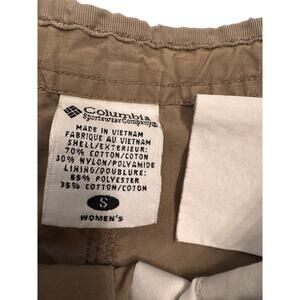 Columbia
Sportswear Company®
MADE IN VIETNAM
FABRIQUE AU VIETNAM
SHELL/EXTERIEUR:
70% COTTON/COTON
30% NYLON/POLYAMIDE
LINING/DOUBLURE:
65% POLYESTER
35% COTTON/COTON
S
WOMEN'S